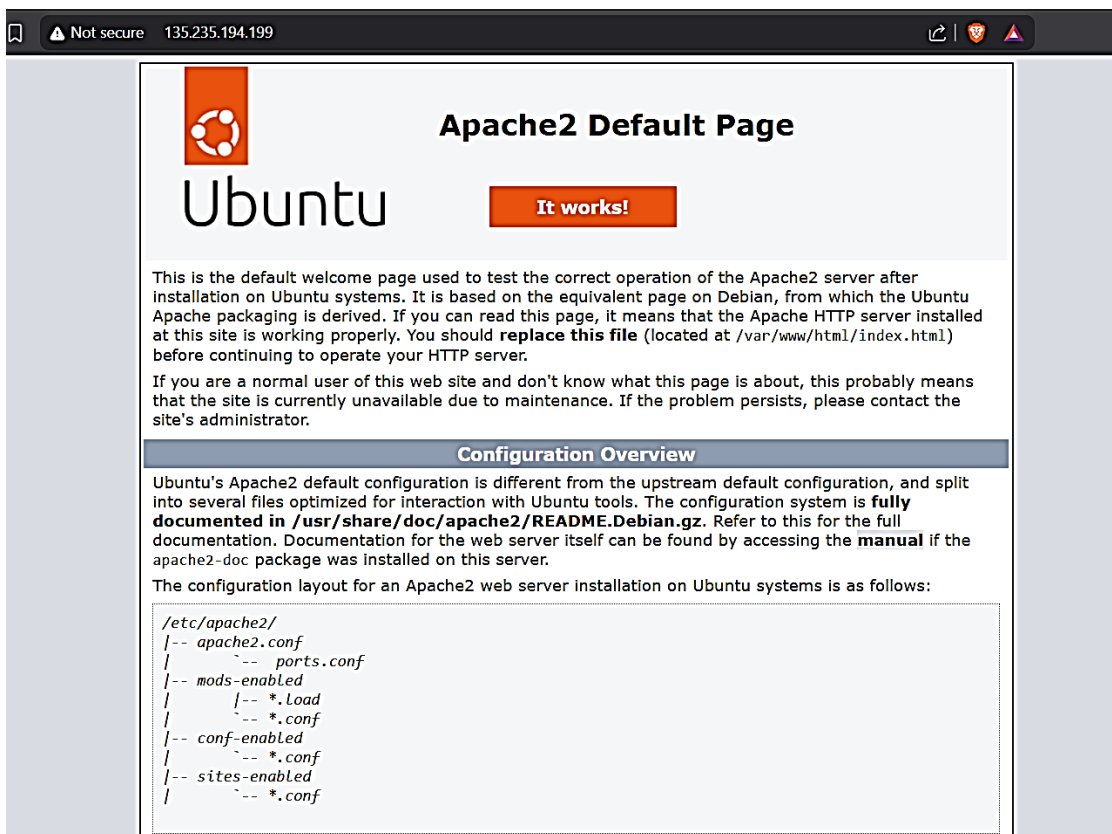 Not secure 135.235.194.199
Apache2 Default Page
Ubuntu
It works!
This is the default welcome page used to test the correct operation of the Apache2 server after
installation on Ubuntu systems. It is based on the equivalent page on Debian, from which the Ubuntu
Apache packaging is derived. If you can read this page, it means that the Apache HTTP server installed
at this site is working properly. You should replace this file (located at /var/www/html/index.html)
before continuing to operate your HTTP server.
If you are a normal user of this web site and don't know what this page is about, this probably means
that the site is currently unavailable due to maintenance. If the problem persists, please contact the
site's administrator.
Configuration Overview
Ubuntu's Apache2 default configuration is different from the upstream default configuration, and split
into several files optimized for interaction with Ubuntu tools. The configuration system is fully
documented in /usr/share/doc/apache2/README.Debian.gz. Refer to this for the full
documentation. Documentation for the web server itself can be found by accessing the manual if the
apache2-doc package was installed on this server.
The configuration layout for an Apache2 web server installation on Ubuntu systems is as follows:
/etc/apache2/
|-- apache2.conf
|       `--  ports.conf
|-- mods-enabled
|       |-- *.load
|       `-- *.conf
|-- conf-enabled
|       `-- *.conf
|-- sites-enabled
|       `-- *.conf